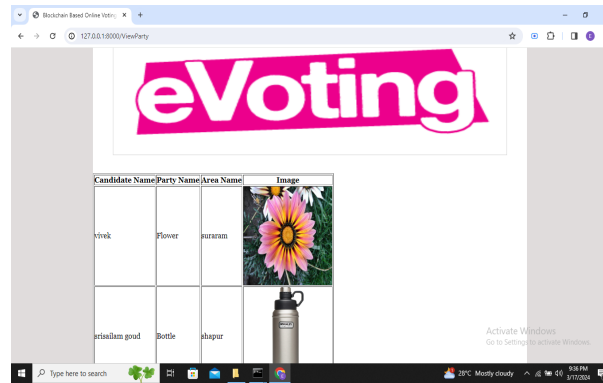 Blockchain Based Online Voting
127.0.0.1:8000/ViewParty
eVoting
Candidate Name Party Name Area Name Image
vivek Flower suraram
srisailam goud Bottle shapur
Activate Windows
Go to Settings to activate Windows.
Type here to search
28°C Mostly cloudy
9:36 PM
3/17/2024